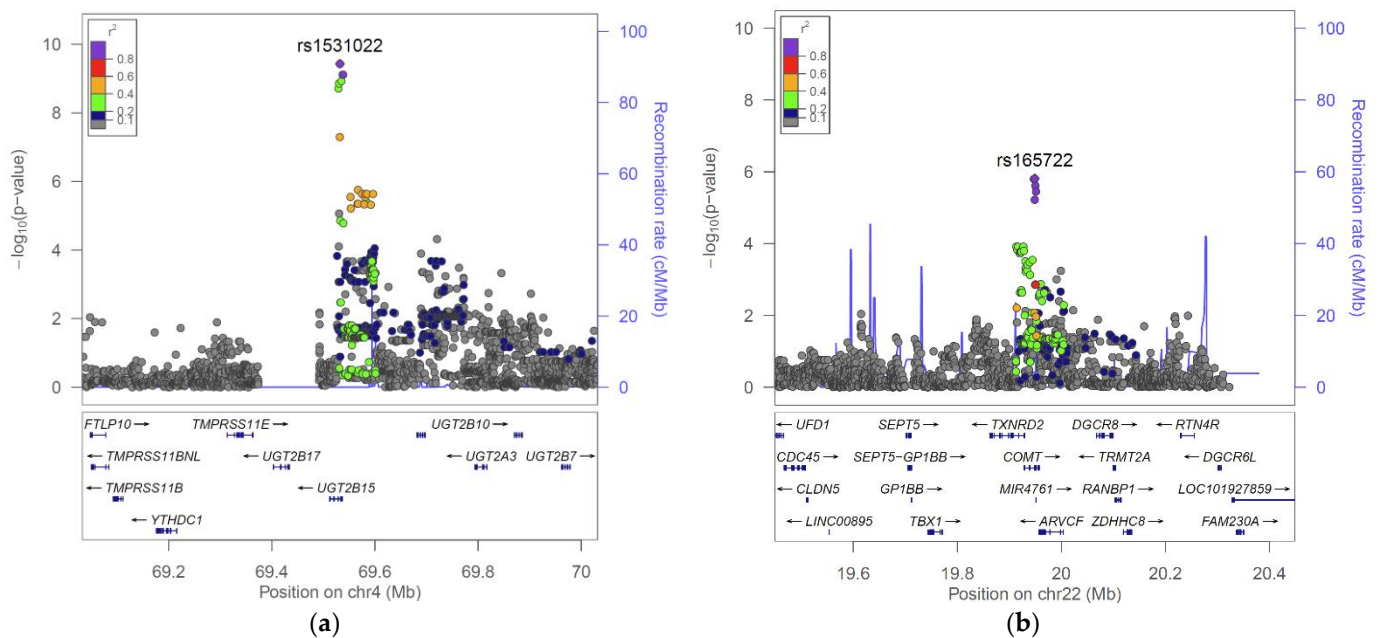 r²
0.8
0.6
0.4
0.2
0.1
rs1531022
10
8
6
4
2
0
−log₁₀(p-value)
100
80
60
40
20
0
Recombination rate (cM/Mb)
FTLP10 → TMPRSS11E → UGT2B10 →
← TMPRSS11BNL ← UGT2B17 ← UGT2A3 UGT2B7 →
← TMPRSS11B ← UGT2B15
← YTHDC1
69.2 69.4 69.6 69.8 70
Position on chr4 (Mb)
(a)
r²
0.8
0.6
0.4
0.2
0.1
rs165722
10
8
6
4
2
0
−log₁₀(p-value)
100
80
60
40
20
0
Recombination rate (cM/Mb)
← UFD1 SEPT5 → ← TXNRD2 DGCR8 → ← RTN4R
← CDC45 SEPT5−GP1BB → COMT → ← TRMT2A ← DGCR6L
← CLDN5 GP1BB → MIR4761 → RANBP1 → LOC101927859 →
← LINC00895 TBX1 → ← ARVCF ZDHHC8 → FAM230A →
19.6 19.8 20 20.2 20.4
Position on chr22 (Mb)
(b)